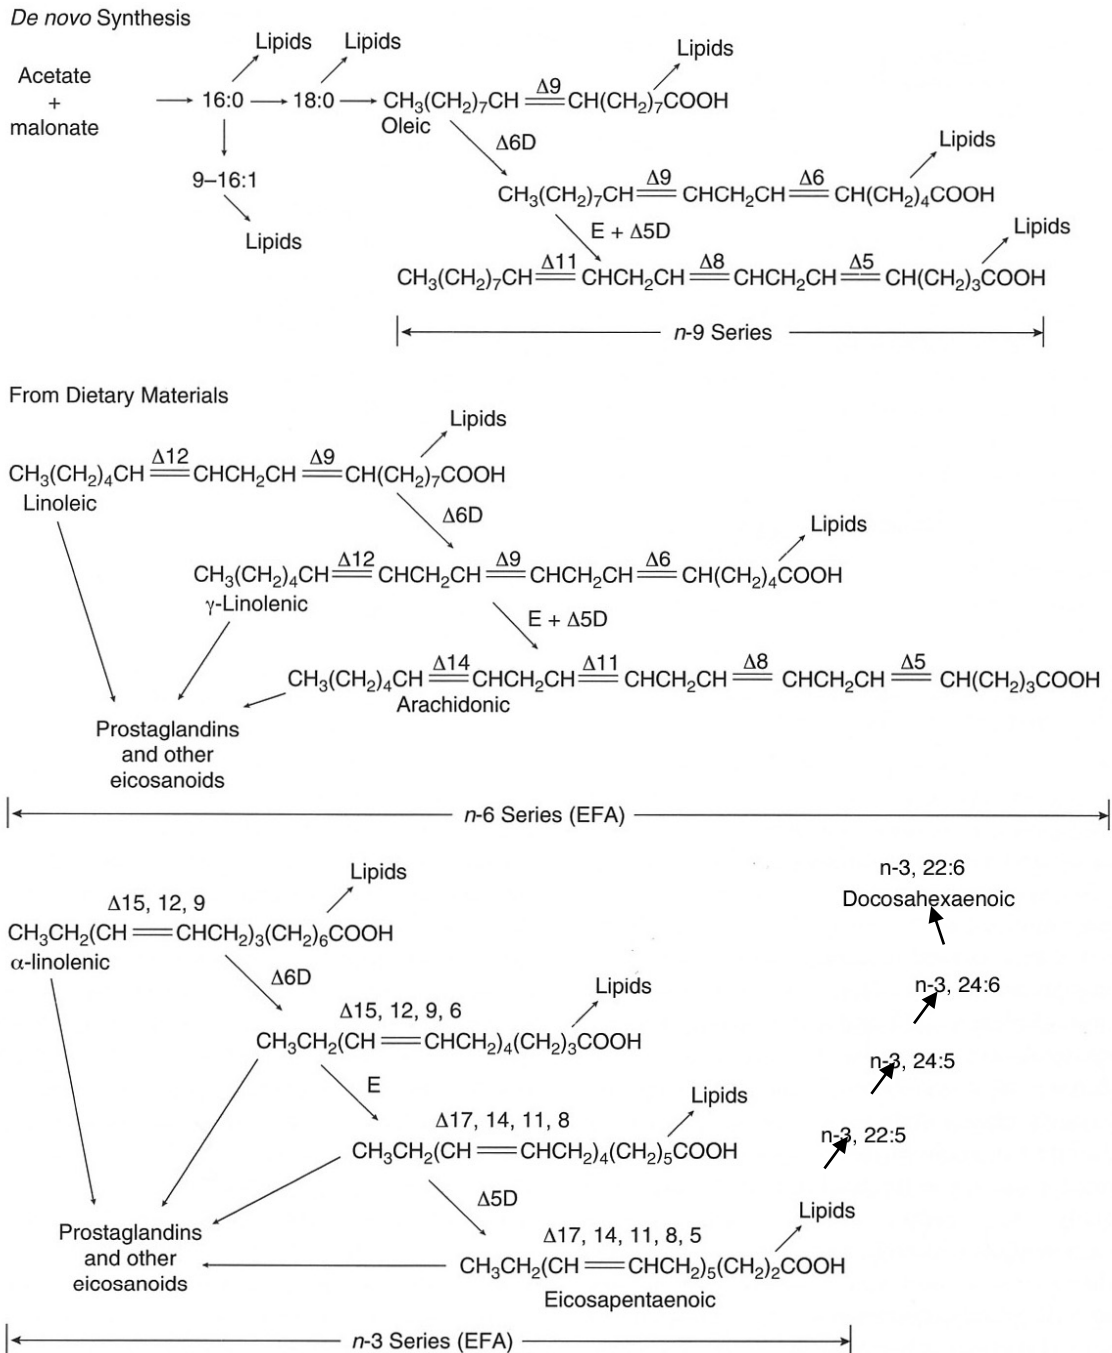 De novo Synthesis
Lipids Lipids Lipids
Acetate
+
malonate
16:0 18:0 CH₃(CH₂)₇CH Δ9 CH(CH₂)₇COOH
Oleic
Δ6D
9–16:1
Lipids
Lipids
CH₃(CH₂)₇CH Δ9 CHCH₂CH Δ6 CH(CH₂)₄COOH
E + Δ5D
Lipids
CH₃(CH₂)₇CH Δ11 CHCH₂CH Δ8 CHCH₂CH Δ5 CH(CH₂)₃COOH
n-9 Series
From Dietary Materials
Lipids
CH₃(CH₂)₄CH Δ12 CHCH₂CH Δ9 CH(CH₂)₇COOH
Linoleic
Δ6D
Lipids
CH₃(CH₂)₄CH Δ12 CHCH₂CH Δ9 CHCH₂CH Δ6 CH(CH₂)₄COOH
γ-Linolenic
E + Δ5D
CH₃(CH₂)₄CH Δ14 CHCH₂CH Δ11 CHCH₂CH Δ8 CHCH₂CH Δ5 CH(CH₂)₃COOH
Arachidonic
Prostaglandins
and other
eicosanoids
n-6 Series (EFA)
Lipids
Δ15, 12, 9
CH₃CH₂(CH CHCH₂)₃(CH₂)₆COOH
α-linolenic
Δ6D
Lipids
Δ15, 12, 9, 6
CH₃CH₂(CH CHCH₂)₄(CH₂)₃COOH
E
Lipids
Δ17, 14, 11, 8
CH₃CH₂(CH CHCH₂)₄(CH₂)₅COOH
Δ5D
Lipids
Δ17, 14, 11, 8, 5
CH₃CH₂(CH CHCH₂)₅(CH₂)₂COOH
Eicosapentaenoic
Prostaglandins
and other
eicosanoids
n-3, 22:6
Docosahexaenoic
n-3, 24:6
n-3, 24:5
n-3, 22:5
n-3 Series (EFA)